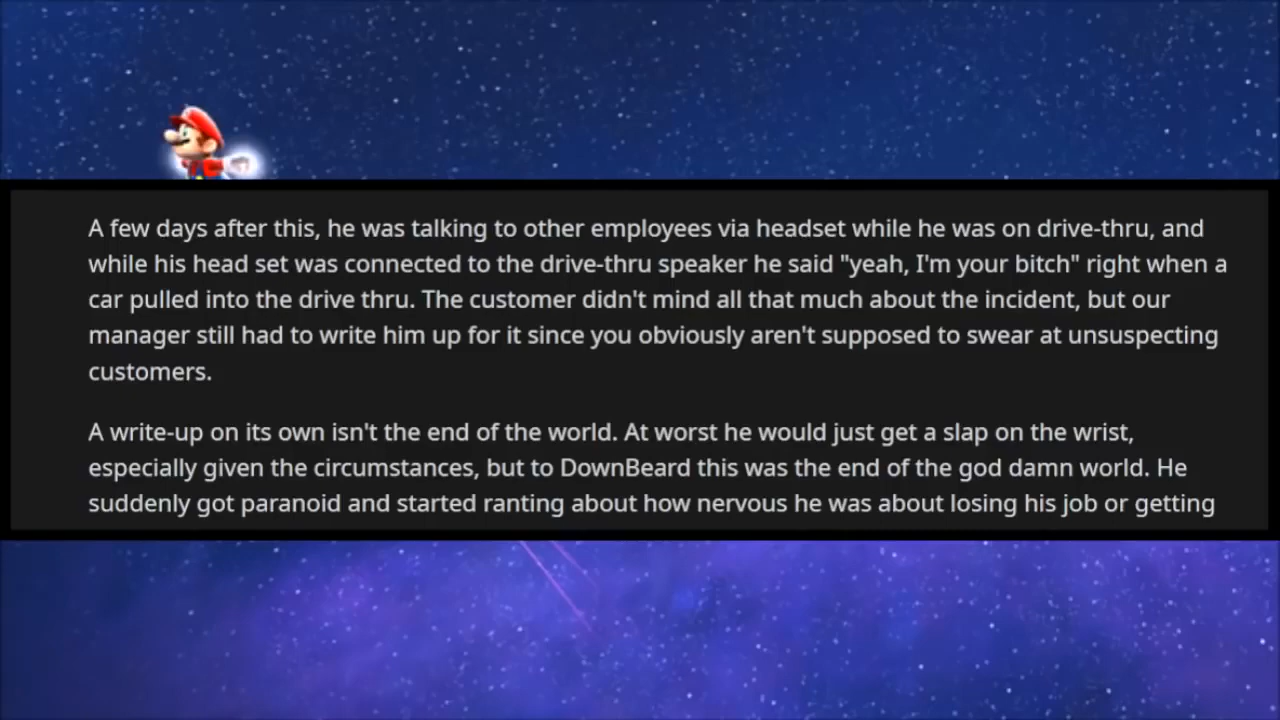 A few days after this, he was talking to other employees via headset while he was on drive-thru, and
while his head set was connected to the drive-thru speaker he said "yeah, I'm your bitch" right when a
car pulled into the drive thru. The customer didn't mind all that much about the incident, but our
manager still had to write him up for it since you obviously aren't supposed to swear at unsuspecting
customers.
A write-up on its own isn't the end of the world. At worst he would just get a slap on the wrist,
especially given the circumstances, but to DownBeard this was the end of the god damn world. He
suddenly got paranoid and started ranting about how nervous he was about losing his job or getting